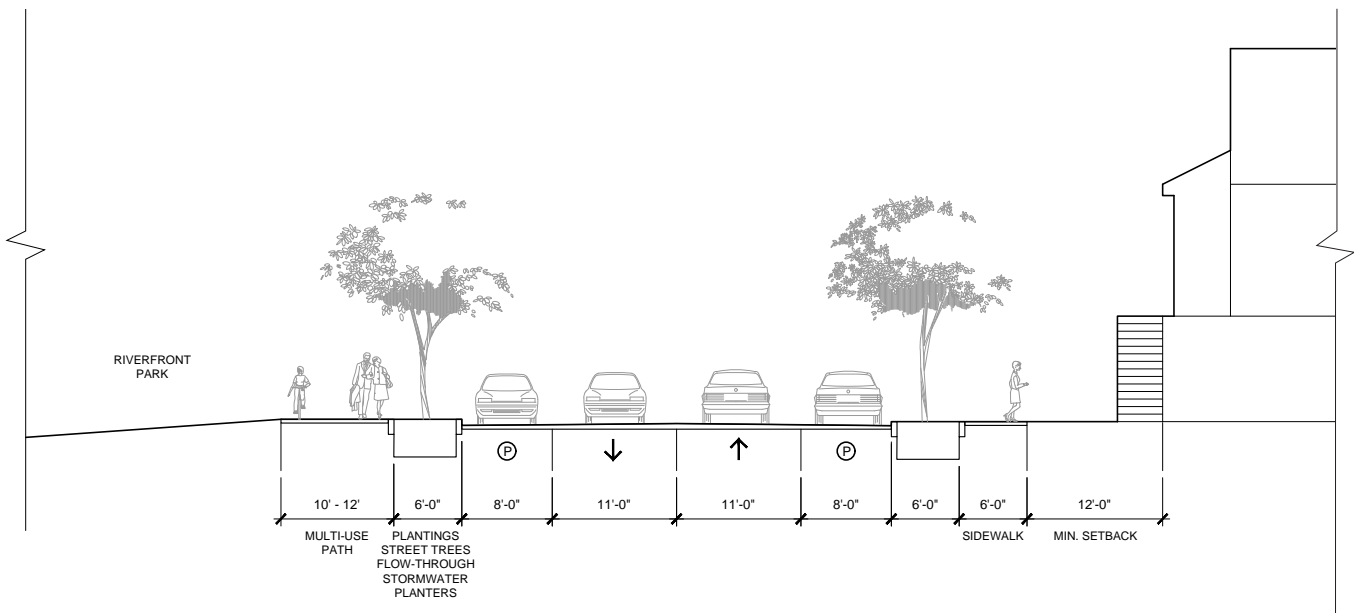 RIVERFRONT
PARK
P
P
10' - 12'
6'-0"
8'-0"
11'-0"
11'-0"
8'-0"
6'-0"
6'-0"
12'-0"
MULTI-USE
PATH
PLANTINGS
STREET TREES
FLOW-THROUGH
STORMWATER
PLANTERS
SIDEWALK
MIN. SETBACK